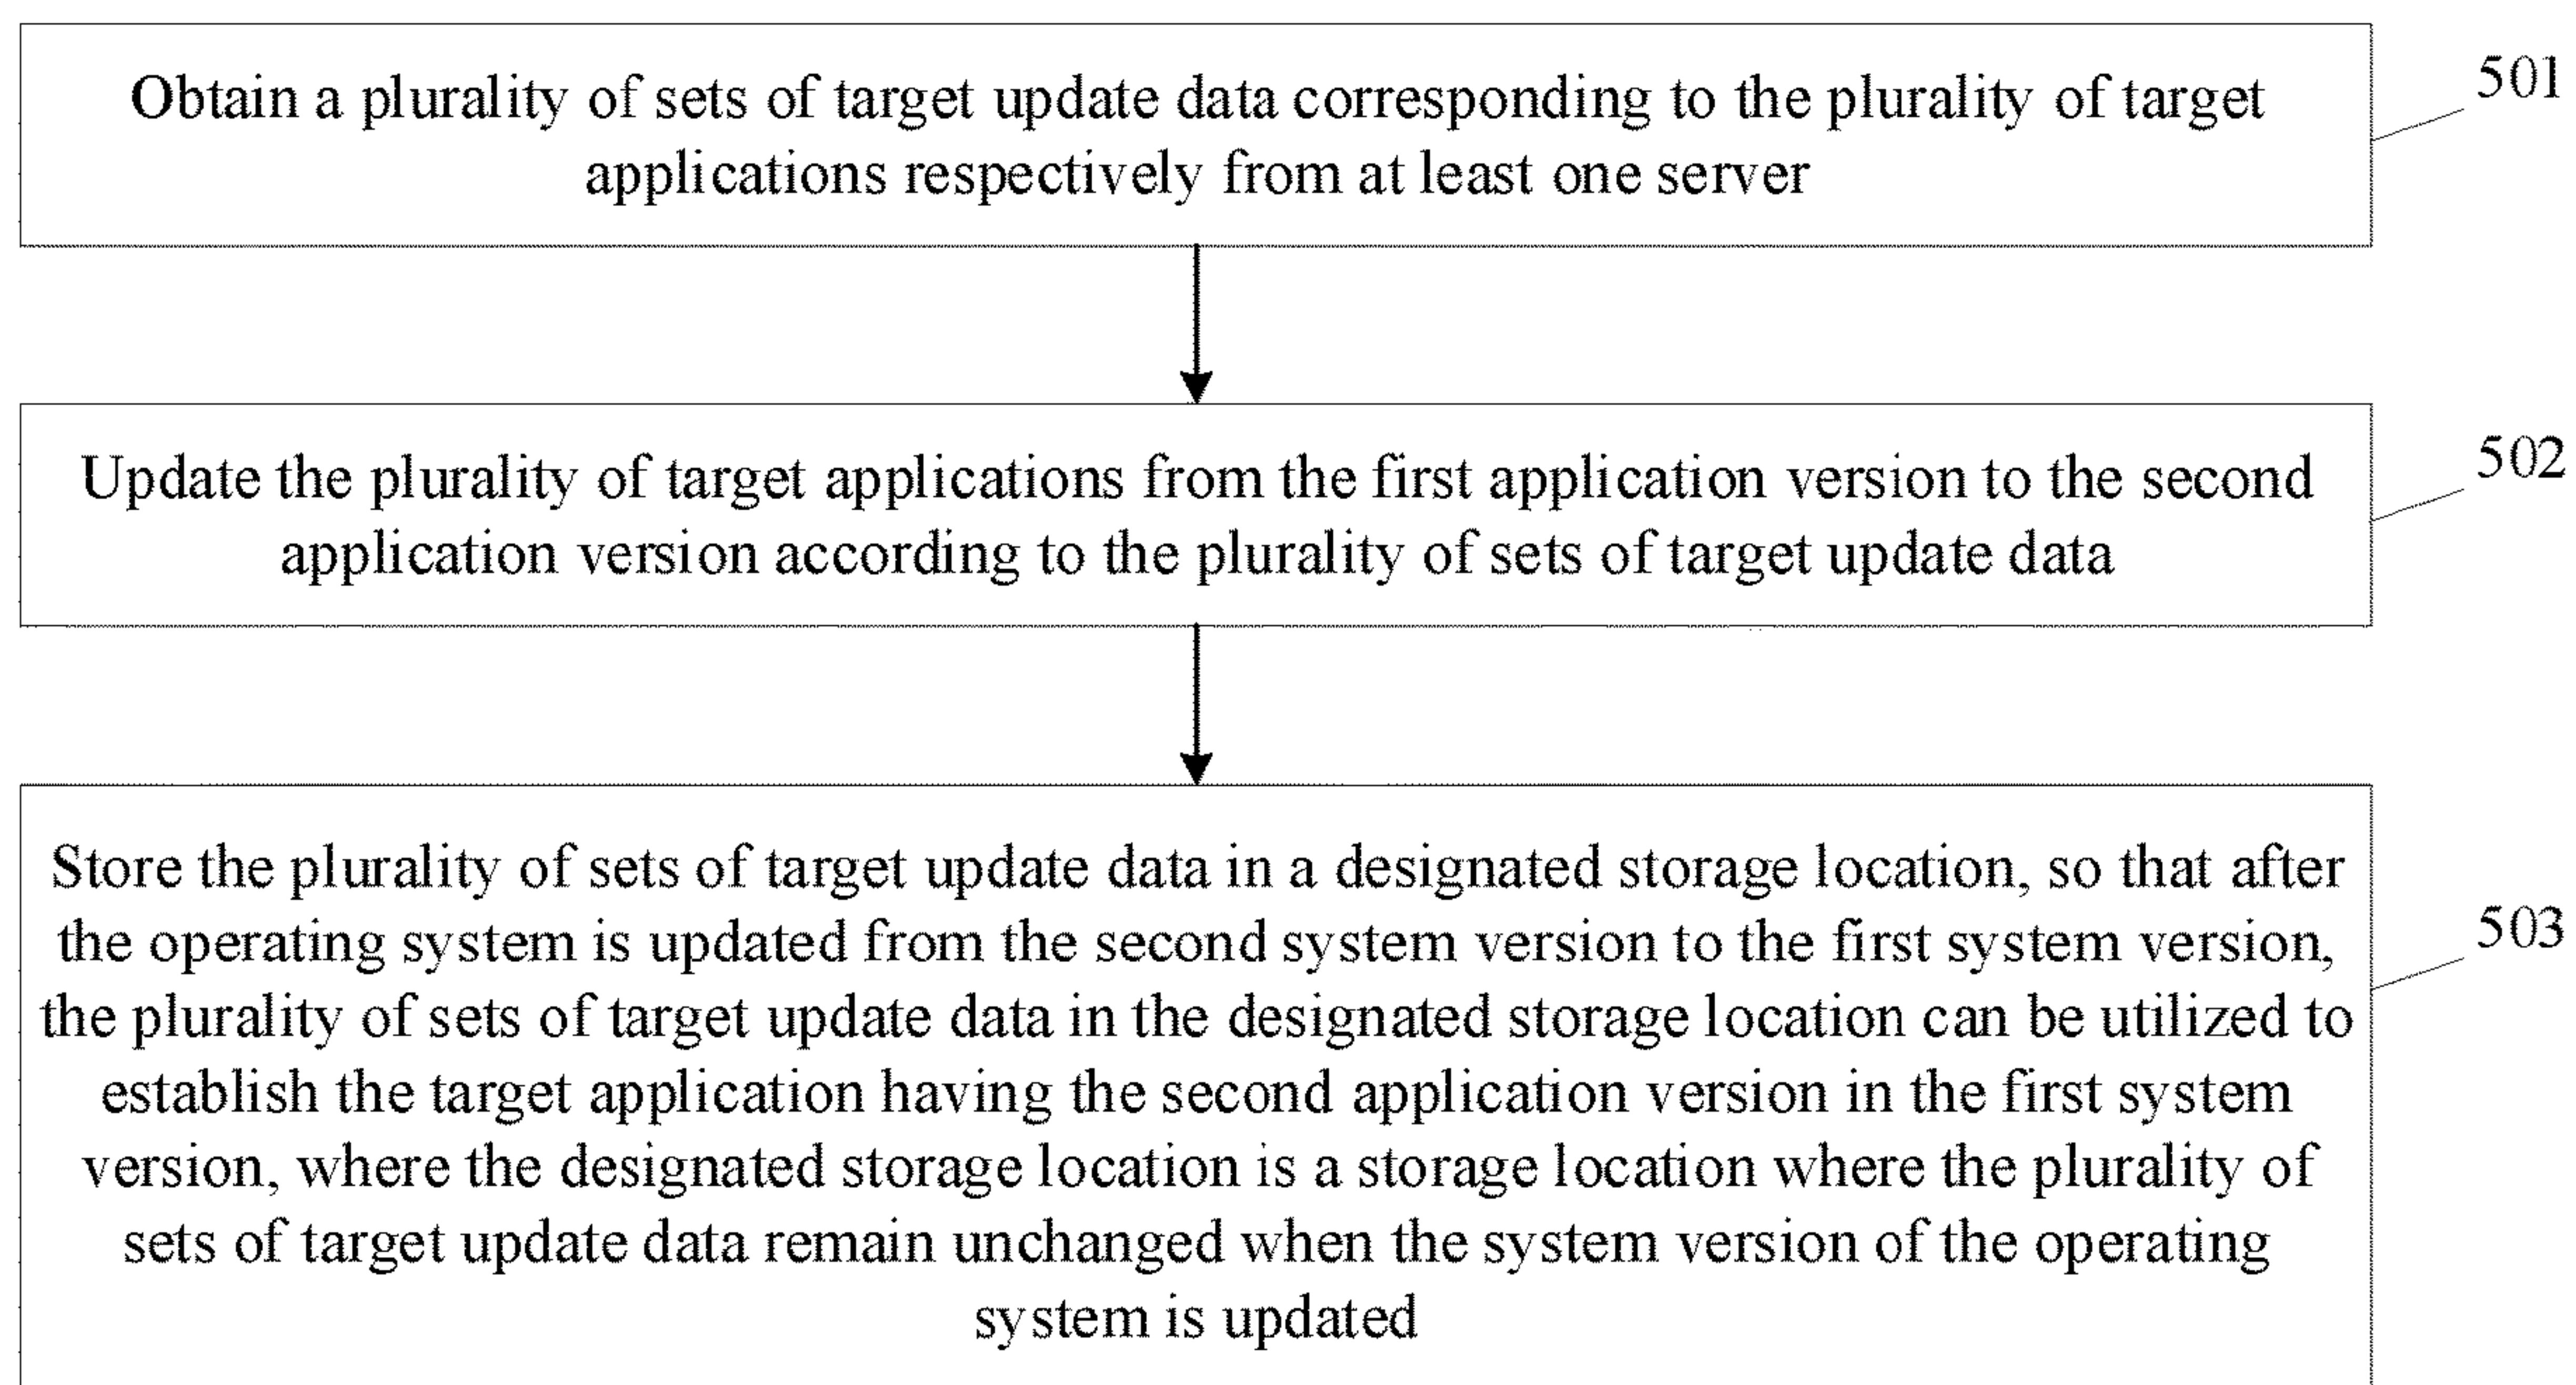 Obtain a plurality of sets of target update data corresponding to the plurality of target
applications respectively from at least one server
501
Update the plurality of target applications from the first application version to the second
application version according to the plurality of sets of target update data
502
Store the plurality of sets of target update data in a designated storage location, so that after
the operating system is updated from the second system version to the first system version,
the plurality of sets of target update data in the designated storage location can be utilized to
establish the target application having the second application version in the first system
version, where the designated storage location is a storage location where the plurality of
sets of target update data remain unchanged when the system version of the operating
system is updated
503